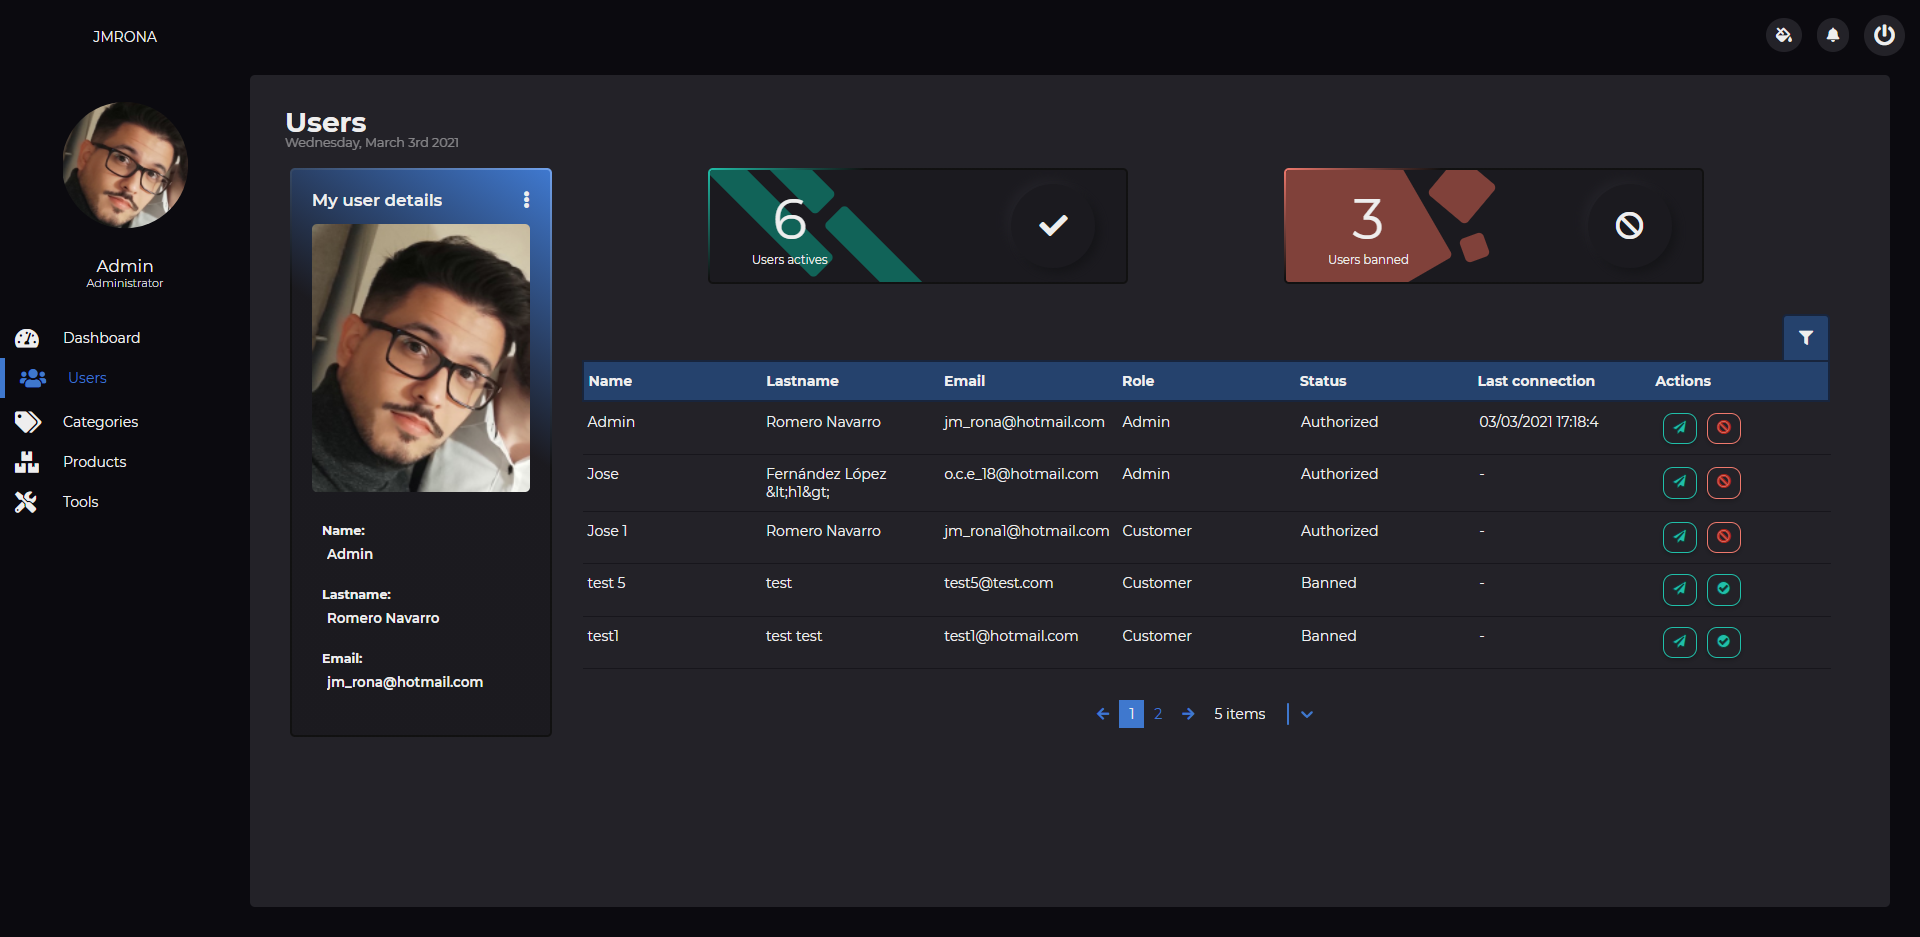 JMRONA
Admin
Administrator
Dashboard
Users
Categories
Products
Tools
Users
Wednesday, March 3rd 2021
My user details
Name:
Admin
Lastname:
Romero Navarro
Email:
jm_rona@hotmail.com
6
Users actives
3
Users banned
Name Lastname Email Role Status Last connection Actions
Admin Romero Navarro jm_rona@hotmail.com Admin Authorized 03/03/2021 17:18:4
Jose Fernández López o.c.e_18@hotmail.com Admin Authorized -
&lt;h1&gt;
Jose 1 Romero Navarro jm_rona1@hotmail.com Customer Authorized -
test 5 test test5@test.com Customer Banned -
test1 test test test1@hotmail.com Customer Banned -
1 2 5 items